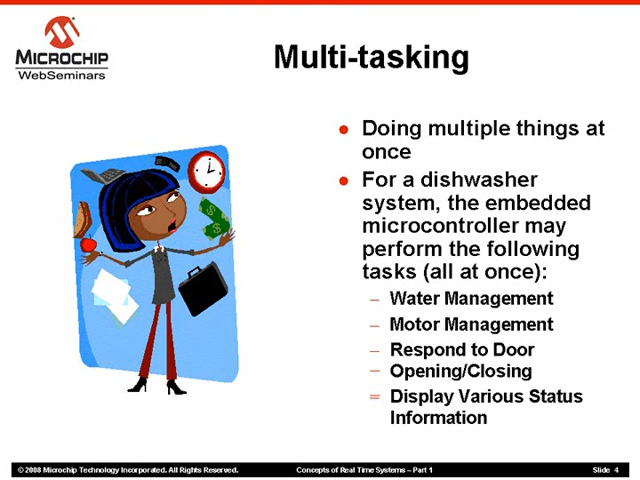 MICROCHIP
WebSeminars
Multi-tasking
● Doing multiple things at
once
● For a dishwasher
system, the embedded
microcontroller may
perform the following
tasks (all at once):
– Water Management
– Motor Management
– Respond to Door
– Opening/Closing
= Display Various Status
Information
© 2008 Microchip Technology Incorporated. All Rights Reserved. Concepts of Real Time Systems – Part 1 Slide 4